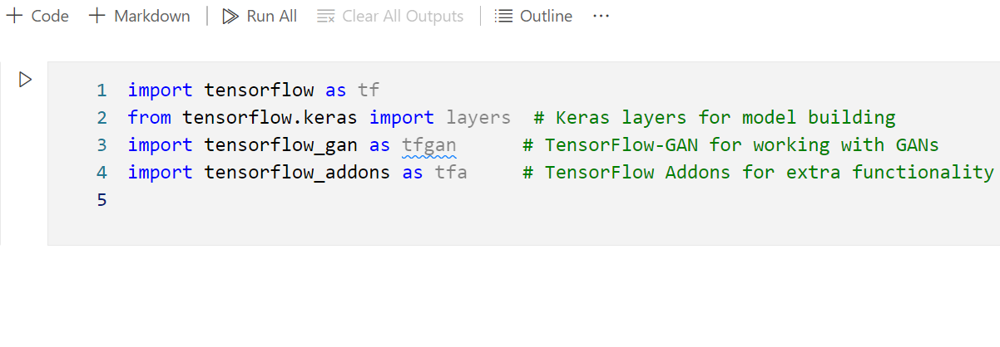 + Code + Markdown Run All Clear All Outputs Outline ...
1 import tensorflow as tf
2 from tensorflow.keras import layers  # Keras layers for model building
3 import tensorflow_gan as tfgan      # TensorFlow-GAN for working with GANs
4 import tensorflow_addons as tfa     # TensorFlow Addons for extra functionality
5